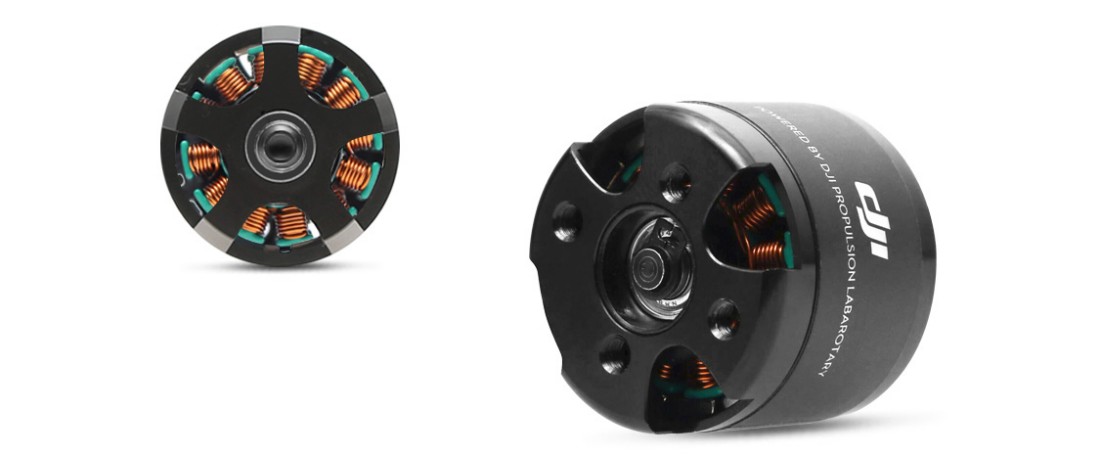 POWERED BY DJI PROPULSION LABAROTARY
dji